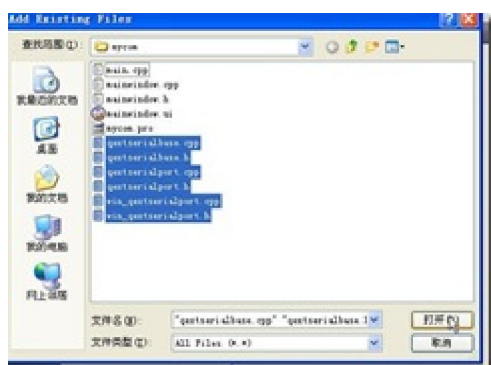 Add Existing Files
查找范围(I):
mycom
main.cpp
mainwindow.cpp
mainwindow.h
mainwindow.ui
mycom.pro
qextserialbase.cpp
qextserialbase.h
qextserialport.cpp
qextserialport.h
win_qextserialport.cpp
win_qextserialport.h
我最近的文档
桌面
我的文档
我的电脑
网上邻居
文件名(N):
"qextserialbase.cpp" "qextserialbase.
打开(O)
文件类型(T):
All Files (*.*)
取消